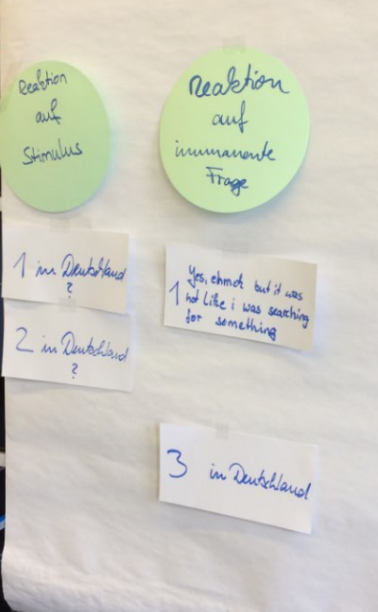 Reaktion
auf
Stimulus
Reaktion
auf
immanente
Frage
1 in Deutschland
?
2 in Deutschland
?
1 Yes, ehmot but it was
not like i was searching
for something
3 in Deutschland